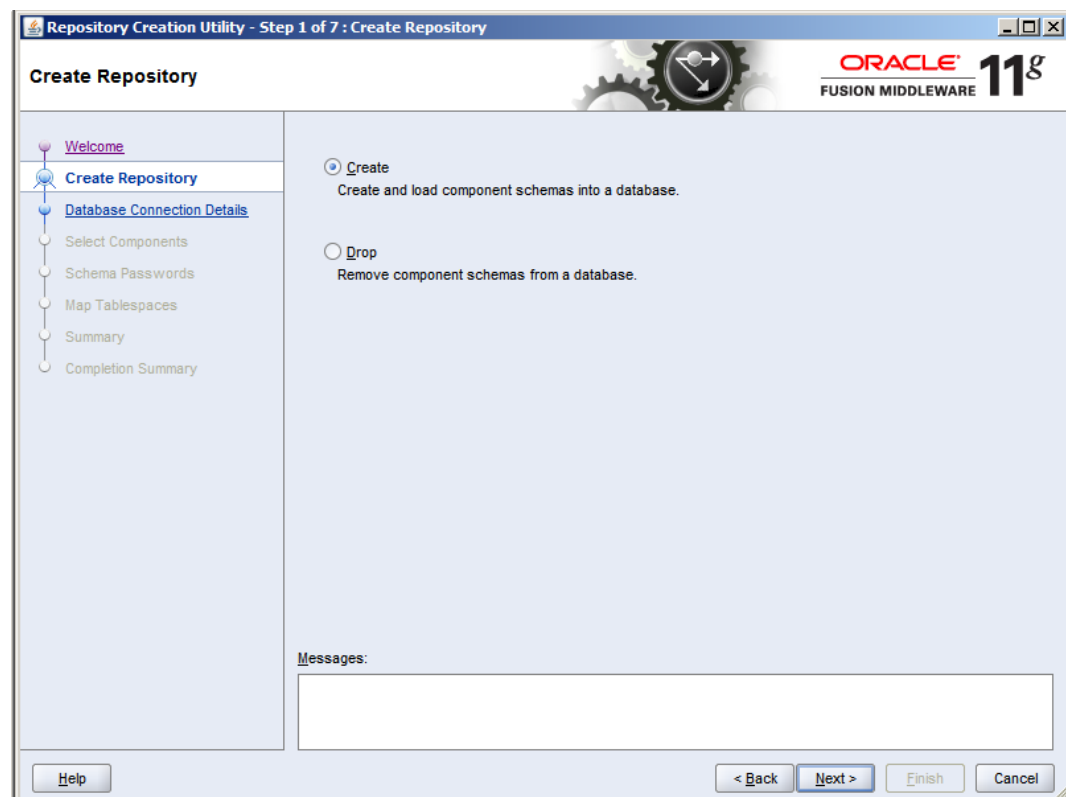 Repository Creation Utility - Step 1 of 7 : Create Repository
Create Repository
ORACLE
FUSION MIDDLEWARE
11g
Welcome
Create Repository
Database Connection Details
Select Components
Schema Passwords
Map Tablespaces
Summary
Completion Summary
Create
Create and load component schemas into a database.
Drop
Remove component schemas from a database.
Messages:
Help
< Back
Next >
Finish
Cancel